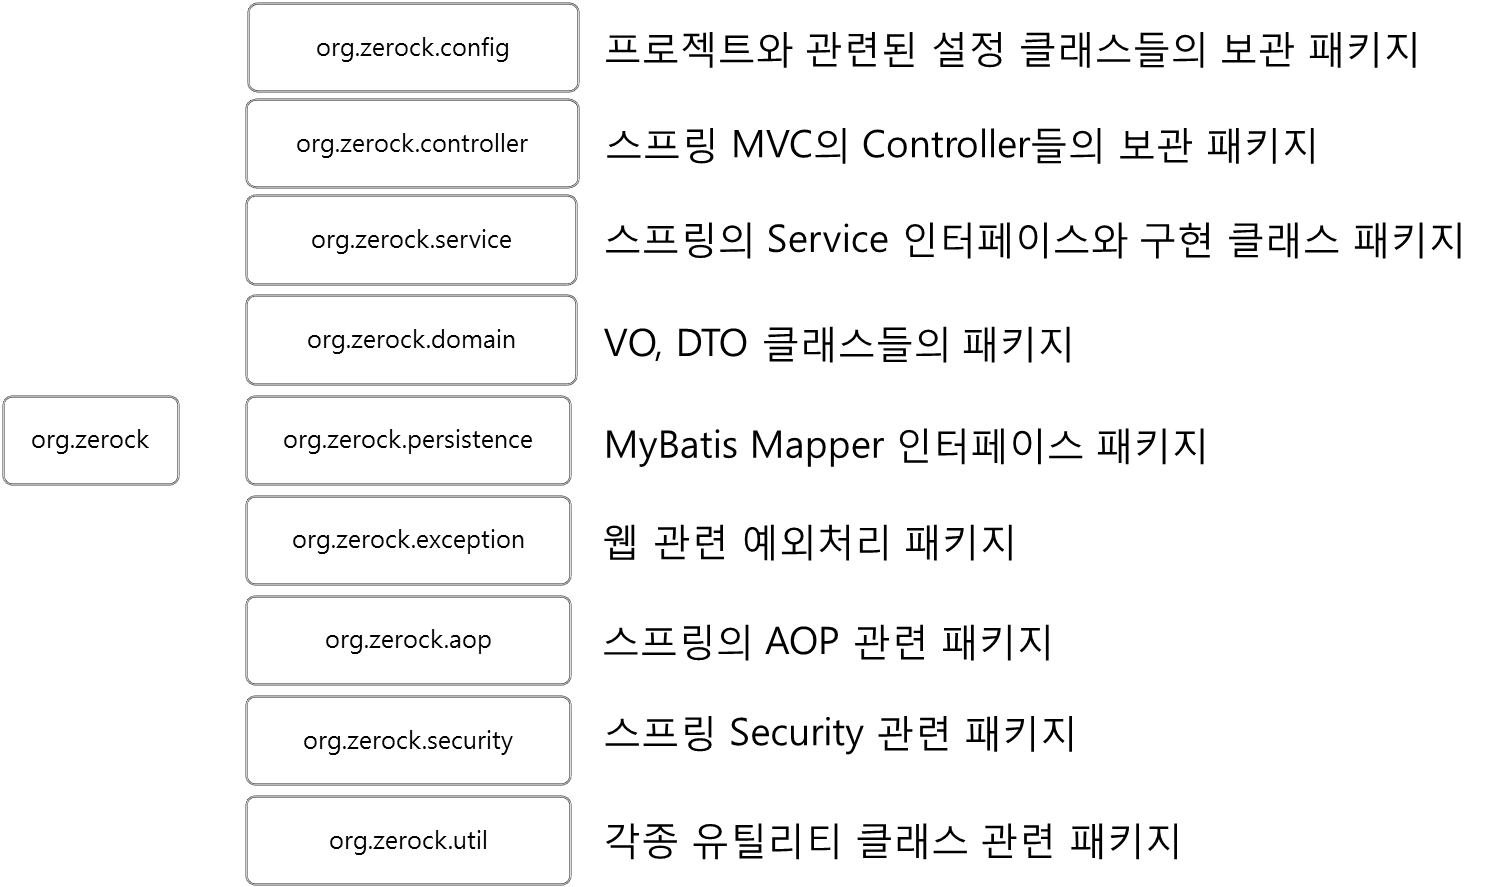 org.zerock.config 프로젝트와 관련된 설정 클래스들의 보관 패키지
org.zerock.controller 스프링 MVC의 Controller들의 보관 패키지
org.zerock.service 스프링의 Service 인터페이스와 구현 클래스 패키지
org.zerock.domain VO, DTO 클래스들의 패키지
org.zerock org.zerock.persistence MyBatis Mapper 인터페이스 패키지
org.zerock.exception 웹 관련 예외처리 패키지
org.zerock.aop 스프링의 AOP 관련 패키지
org.zerock.security 스프링 Security 관련 패키지
org.zerock.util 각종 유틸리티 클래스 관련 패키지